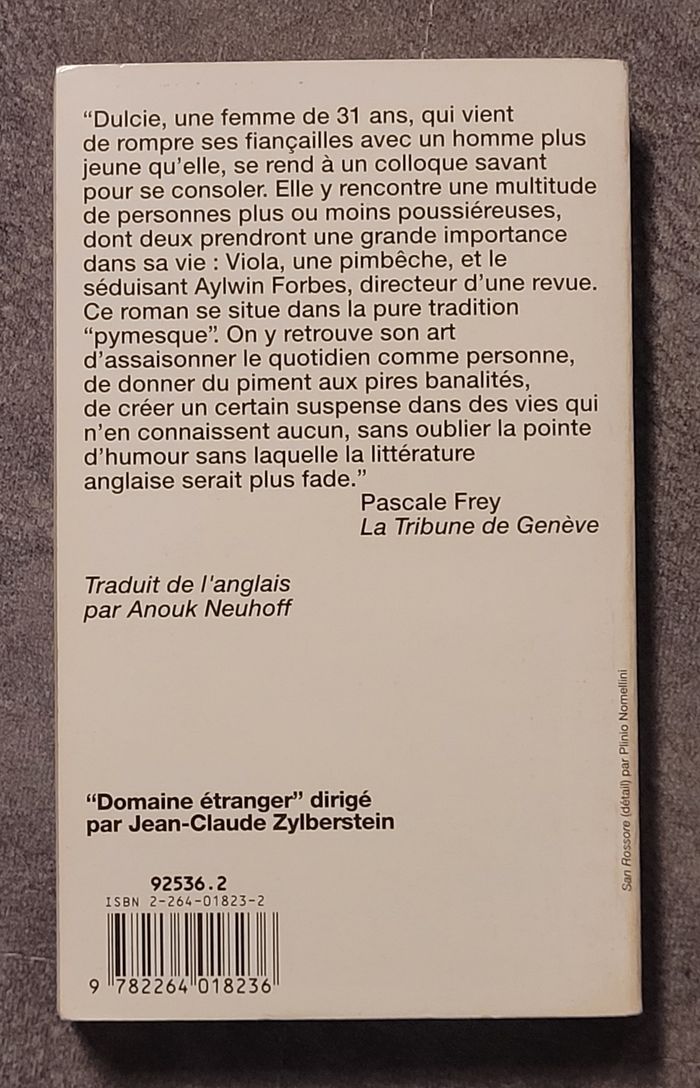 “Dulcie, une femme de 31 ans, qui vient
de rompre ses fiançailles avec un homme plus
jeune qu’elle, se rend à un colloque savant
pour se consoler. Elle y rencontre une multitude
de personnes plus ou moins poussiéreuses,
dont deux prendront une grande importance
dans sa vie : Viola, une pimbêche, et le
séduisant Aylwin Forbes, directeur d’une revue.
Ce roman se situe dans la pure tradition
“pymesque”. On y retrouve son art
d’assaisonner le quotidien comme personne,
de donner du piment aux pires banalités,
de créer un certain suspense dans des vies qui
n’en connaissent aucun, sans oublier la pointe
d’humour sans laquelle la littérature
anglaise serait plus fade.”
Pascale Frey
La Tribune de Genève
Traduit de l'anglais
par Anouk Neuhoff
San Rossore (détail) par Plinio Nomellini
“Domaine étranger” dirigé
par Jean-Claude Zylberstein
92536.2
ISBN 2-264-01823-2
9 782264 018236